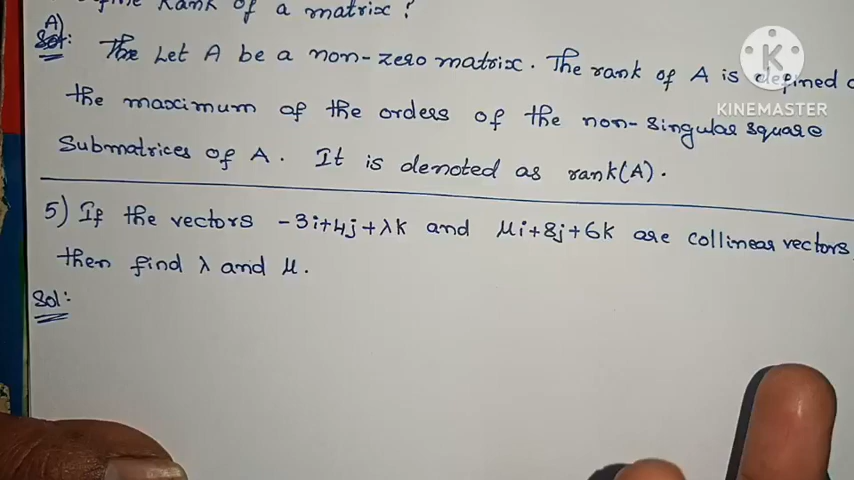 Rank of a matrix?
A)
Sol: The Let A be a non-zero matrix. The rank of A is defined
the maximum of the orders of the non-singular square
Submatrices of A. It is denoted as rank(A).
5) If the vectors -3i+4j+λk and μi+8j+6k are collinear vectors,
then find λ and μ.
Sol:
K
KINEMASTER